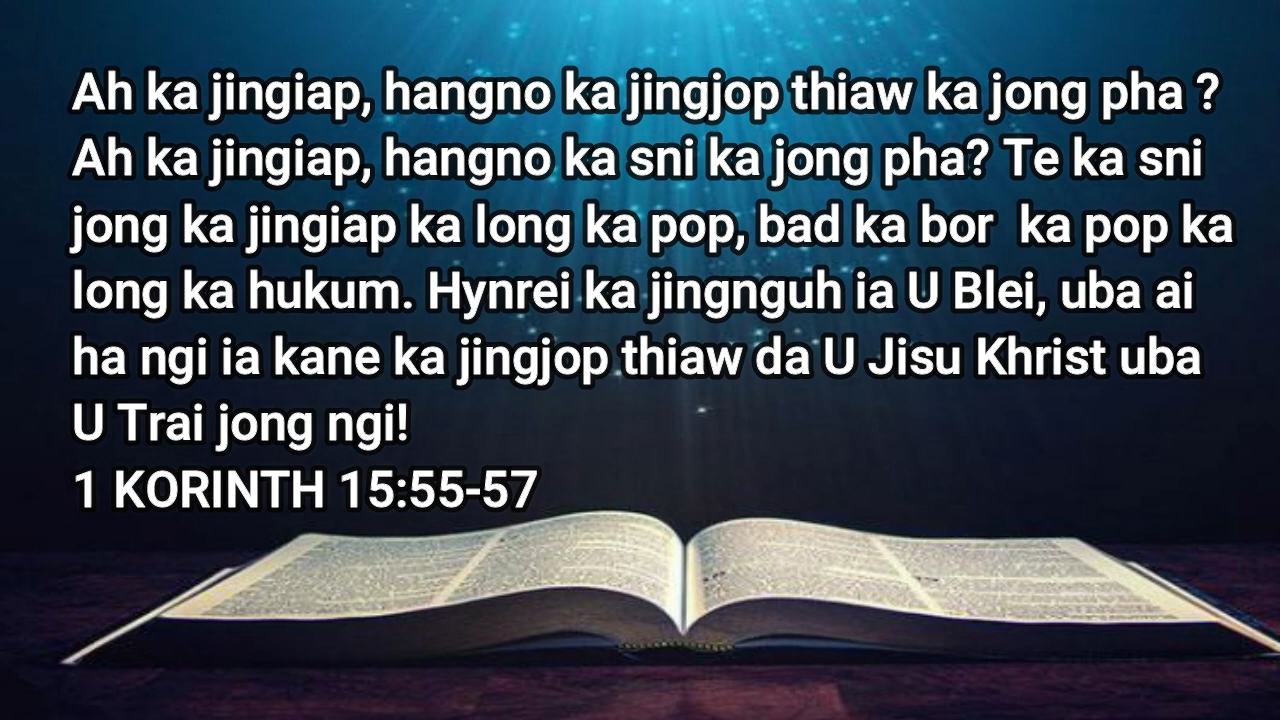 Ah ka jingiap, hangno ka jingjop thiaw ka jong pha ?
Ah ka jingiap, hangno ka sni ka jong pha? Te ka sni
jong ka jingiap ka long ka pop, bad ka bor  ka pop ka
long ka hukum. Hynrei ka jingnguh ia U Blei, uba ai
ha ngi ia kane ka jingjop thiaw da U Jisu Khrist uba
U Trai jong ngi!
1 KORINTH 15:55-57